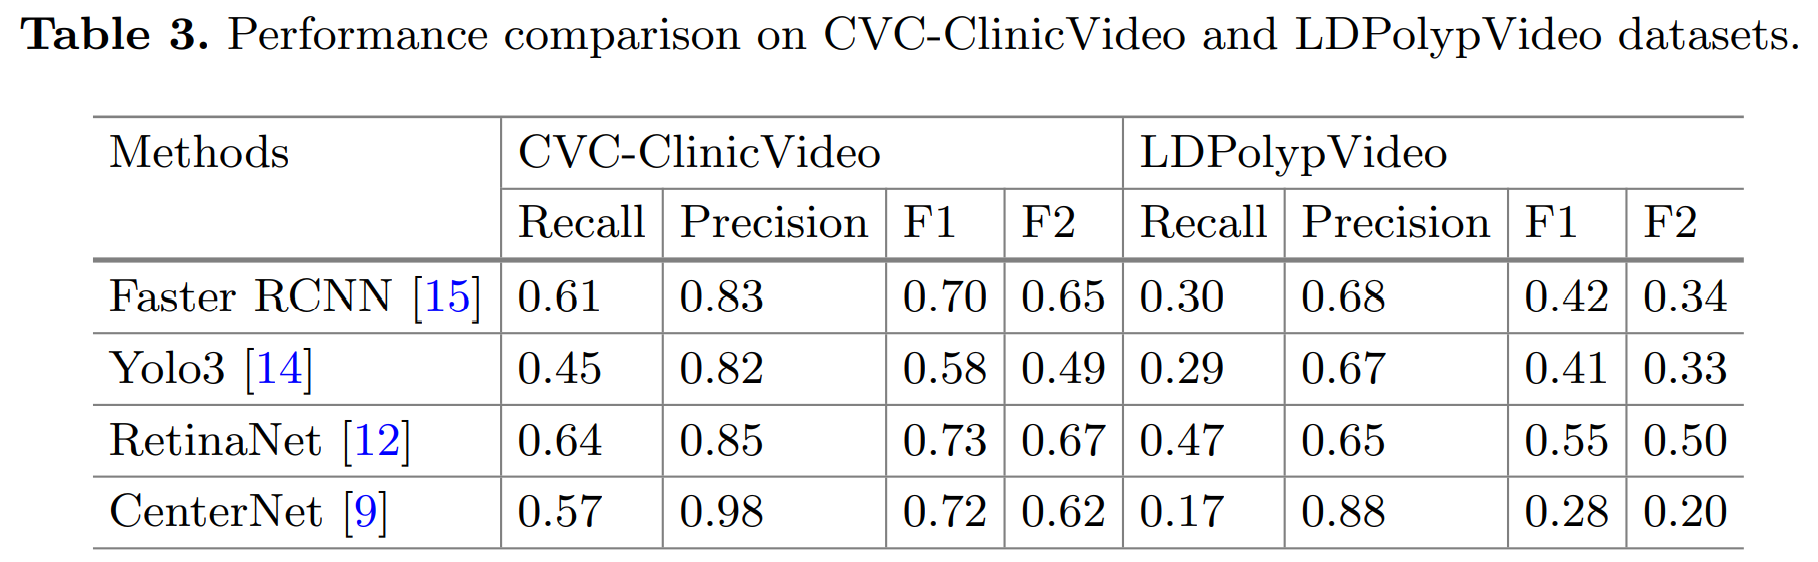 Table 3. Performance comparison on CVC-ClinicVideo and LDPolypVideo datasets.
Methods CVC-ClinicVideo LDPolypVideo
Recall Precision F1 F2 Recall Precision F1 F2
Faster RCNN [15] 0.61 0.83 0.70 0.65 0.30 0.68 0.42 0.34
Yolo3 [14] 0.45 0.82 0.58 0.49 0.29 0.67 0.41 0.33
RetinaNet [12] 0.64 0.85 0.73 0.67 0.47 0.65 0.55 0.50
CenterNet [9] 0.57 0.98 0.72 0.62 0.17 0.88 0.28 0.20